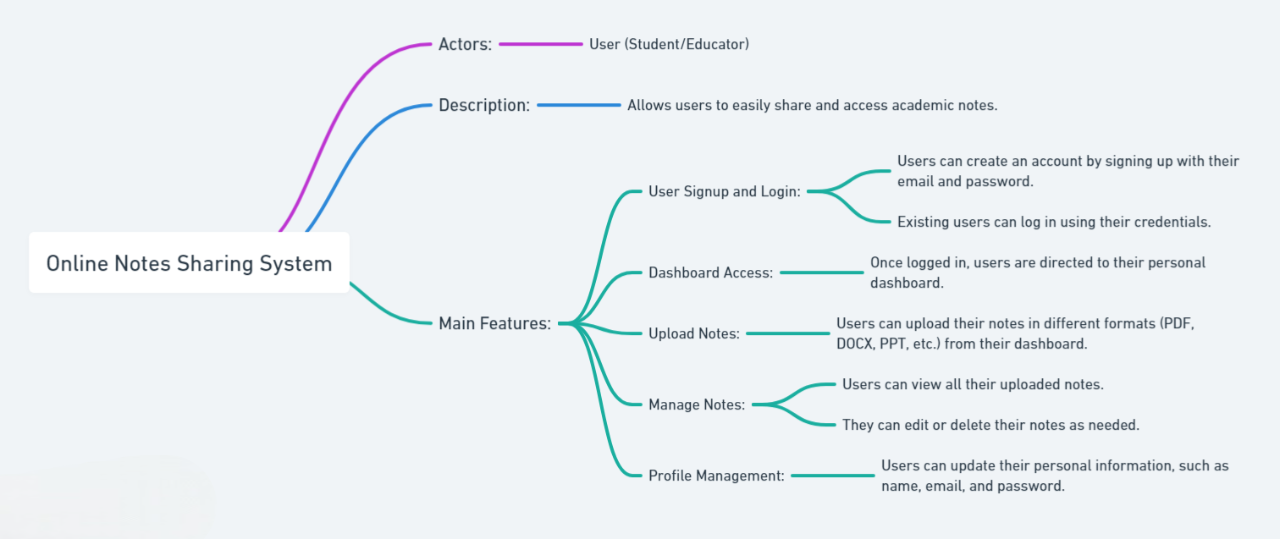 Actors:
User (Student/Educator)
Description:
Allows users to easily share and access academic notes.
Online Notes Sharing System
Main Features:
User Signup and Login:
Users can create an account by signing up with their
email and password.
Existing users can log in using their credentials.
Dashboard Access:
Once logged in, users are directed to their personal
dashboard.
Upload Notes:
Users can upload their notes in different formats (PDF,
DOCX, PPT, etc.) from their dashboard.
Manage Notes:
Users can view all their uploaded notes.
They can edit or delete their notes as needed.
Profile Management:
Users can update their personal information, such as
name, email, and password.